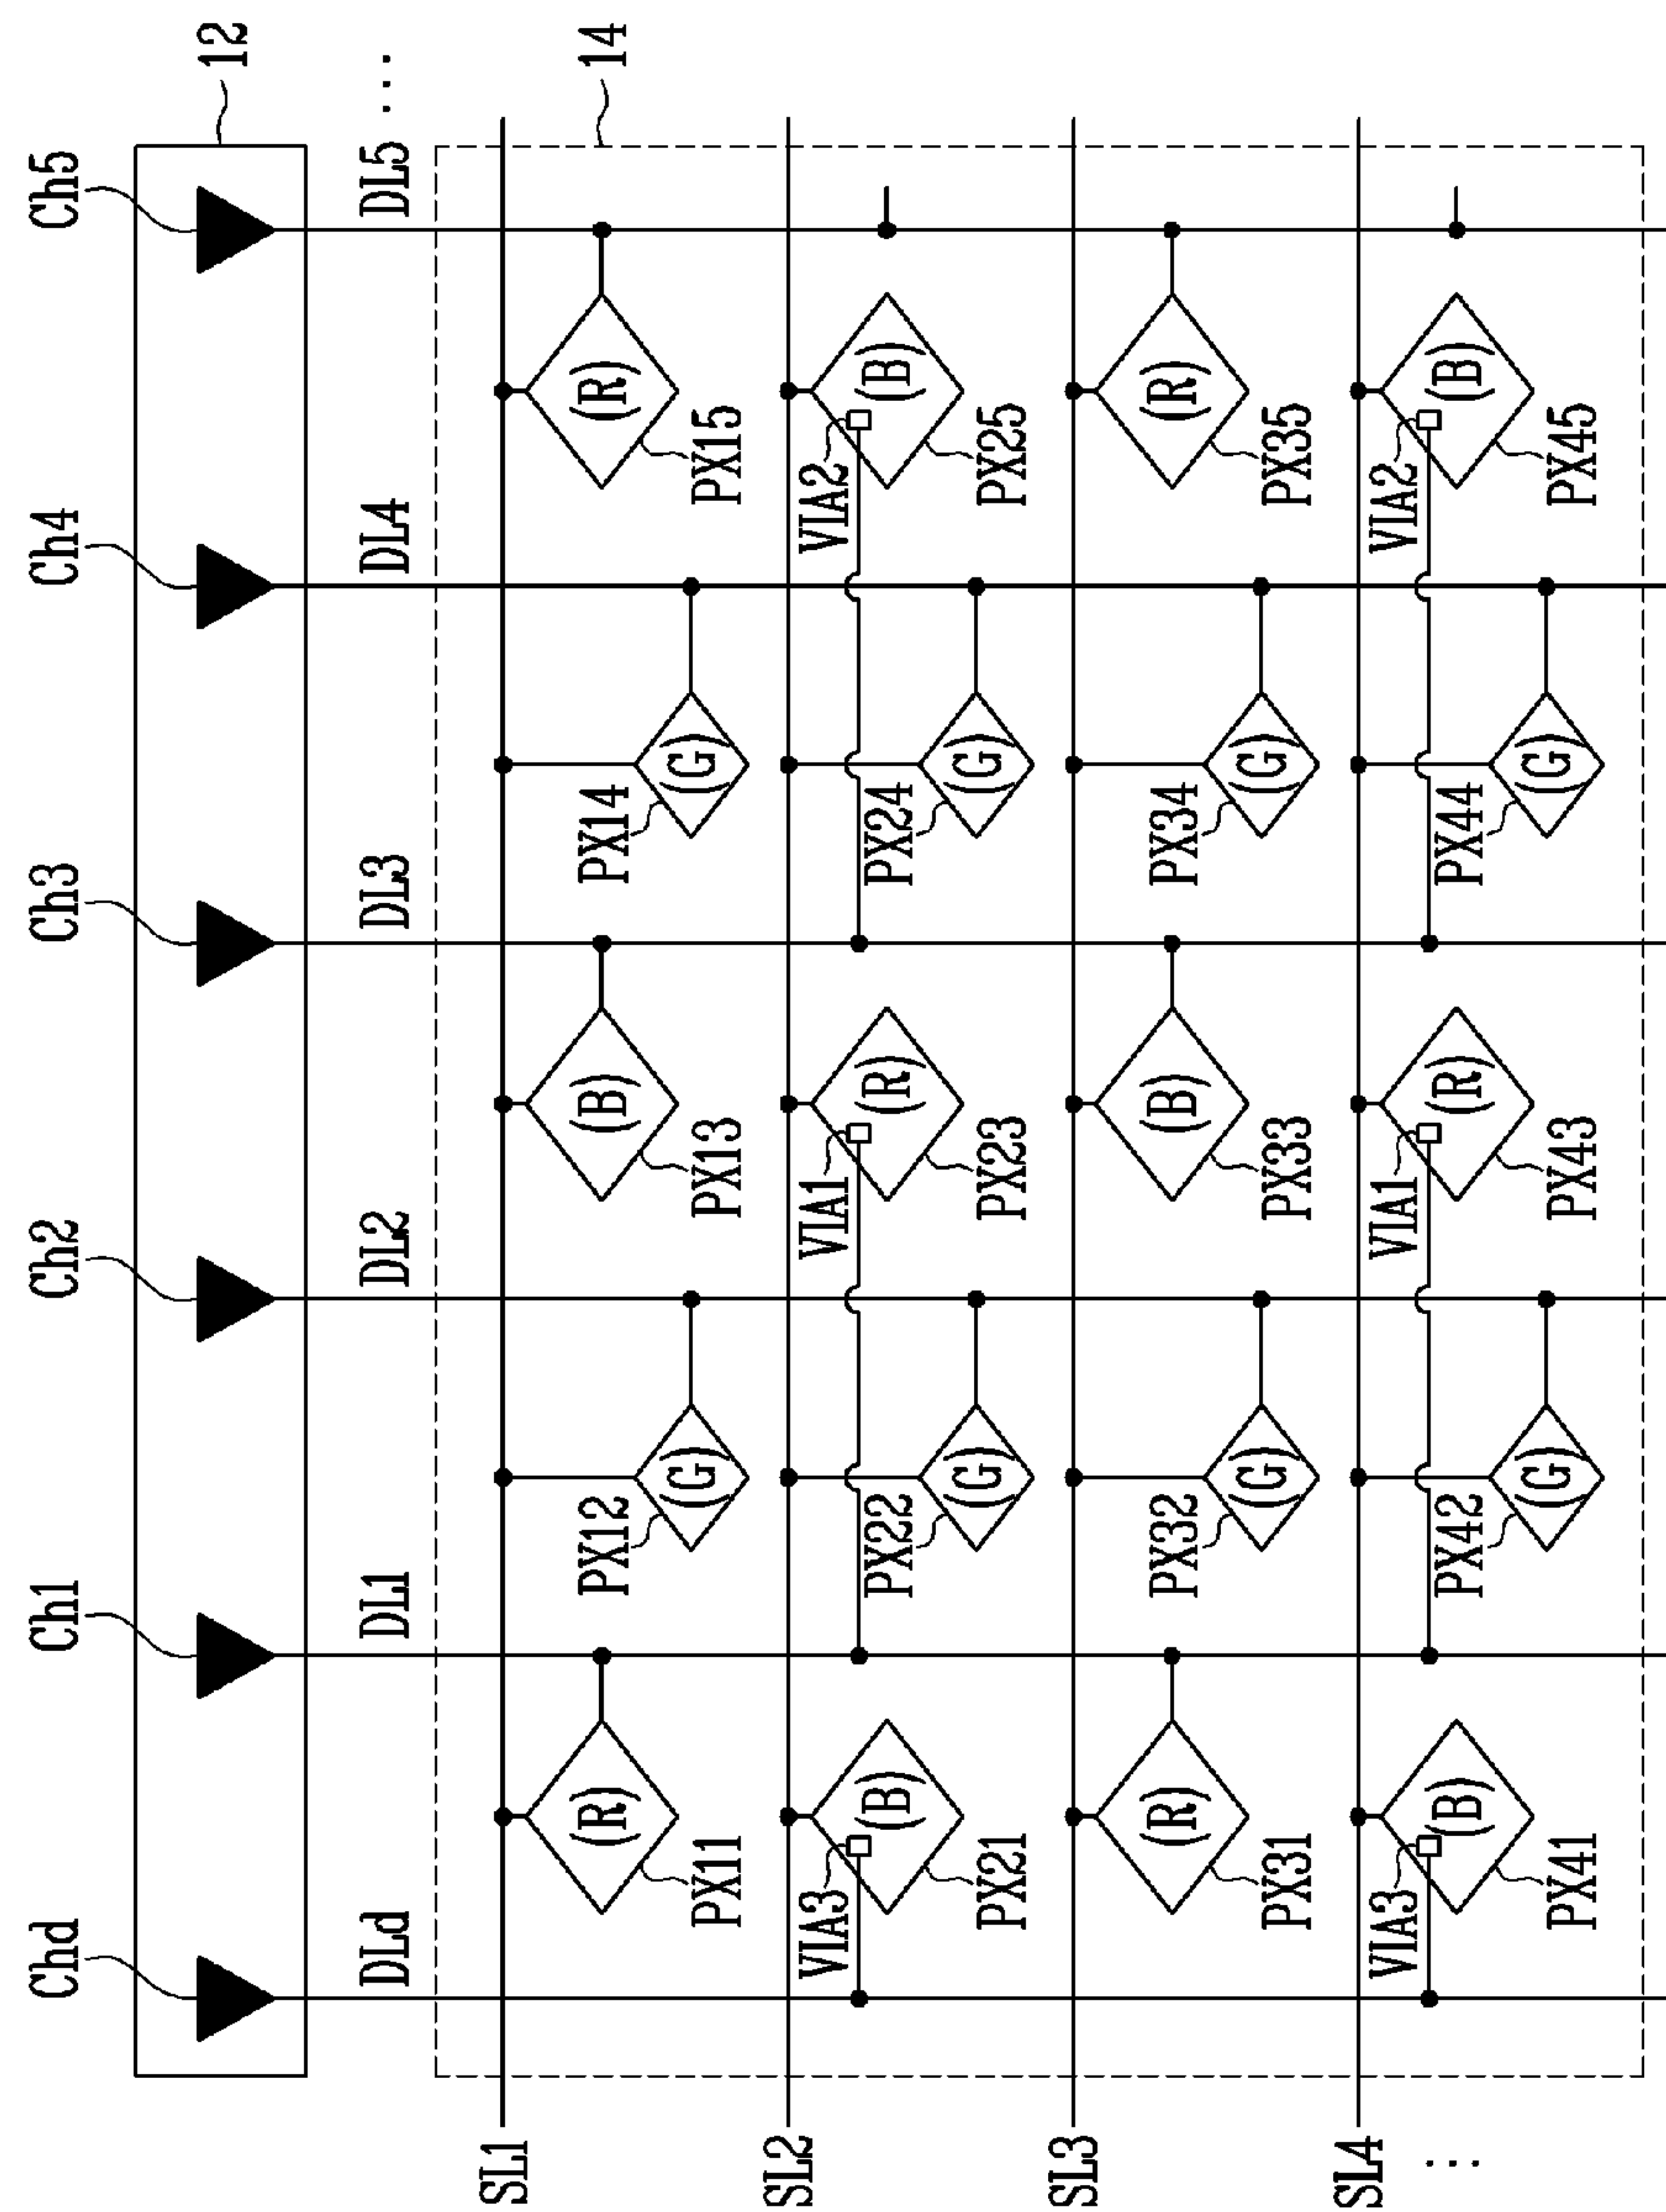 Chd Ch1 Ch2 Ch3 Ch4 Ch5
12
DLd DL1 DL2 DL3 DL4 DL5 ...
14
SL1
(R) (B) (R)
PX11 PX12 PX13 PX14 PX15
(G) (G)
SL2
VIA3 VIA1 VIA2
(B) PX22 (R) PX24 (B)
PX21 (G) PX23 (G) PX25
SL3
(R) (B) (R)
PX31 PX32 PX33 PX34 PX35
(G) (G)
SL4
VIA3 VIA1 VIA2
...
(B) PX42 (R) PX44 (B)
PX41 (G) PX43 (G) PX45